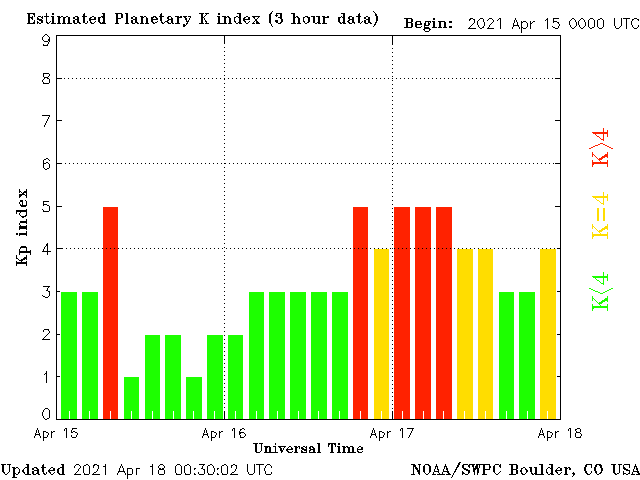 Estimated Planetary K index (3 hour data)
Begin: 2021 Apr 15 0000 UTC
9
8
7
6
5
4
3
2
1
0
Kp index
K>4
K=4
K<4
Apr 15
Apr 16
Apr 17
Apr 18
Universal Time
Updated 2021 Apr 18 00:30:02 UTC
NOAA/SWPC Boulder, CO USA